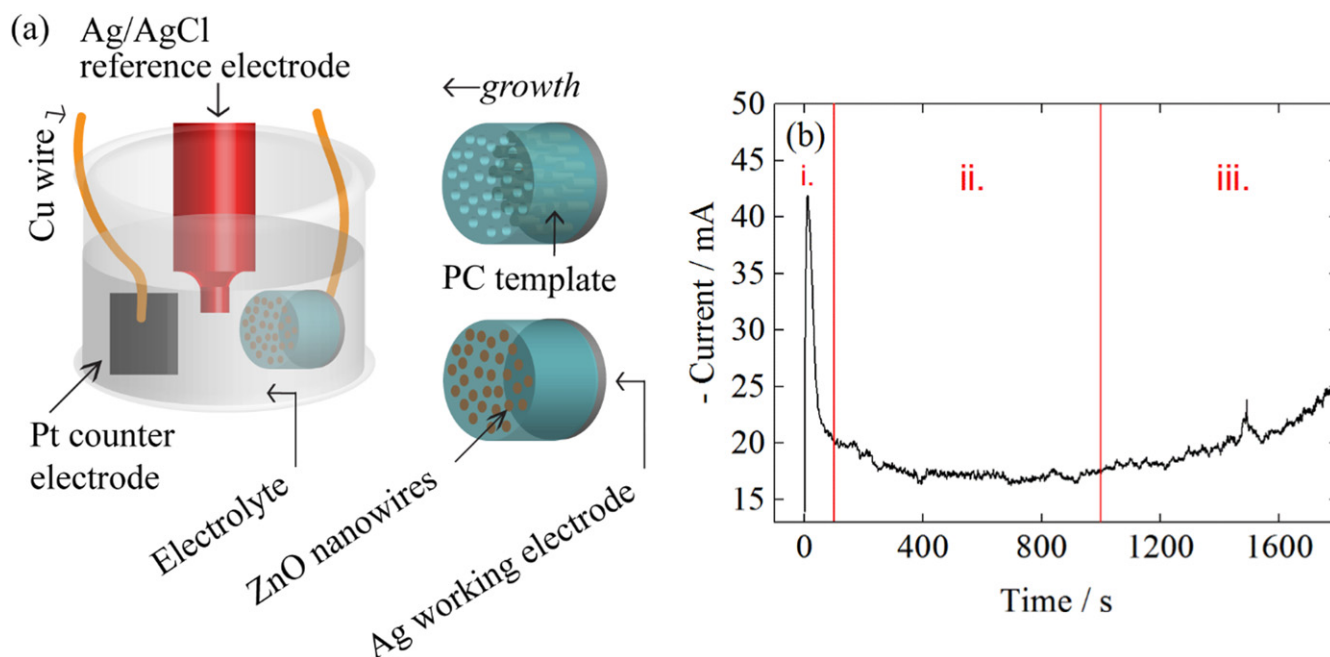 (a)
Ag/AgCl
reference electrode
Cu wire
←growth
PC template
Pt counter
electrode
Electrolyte
ZnO nanowires
Ag working electrode
(b)
i.
ii.
iii.
- Current / mA
50
45
40
35
30
25
20
15
0
400
800
1200
1600
Time / s